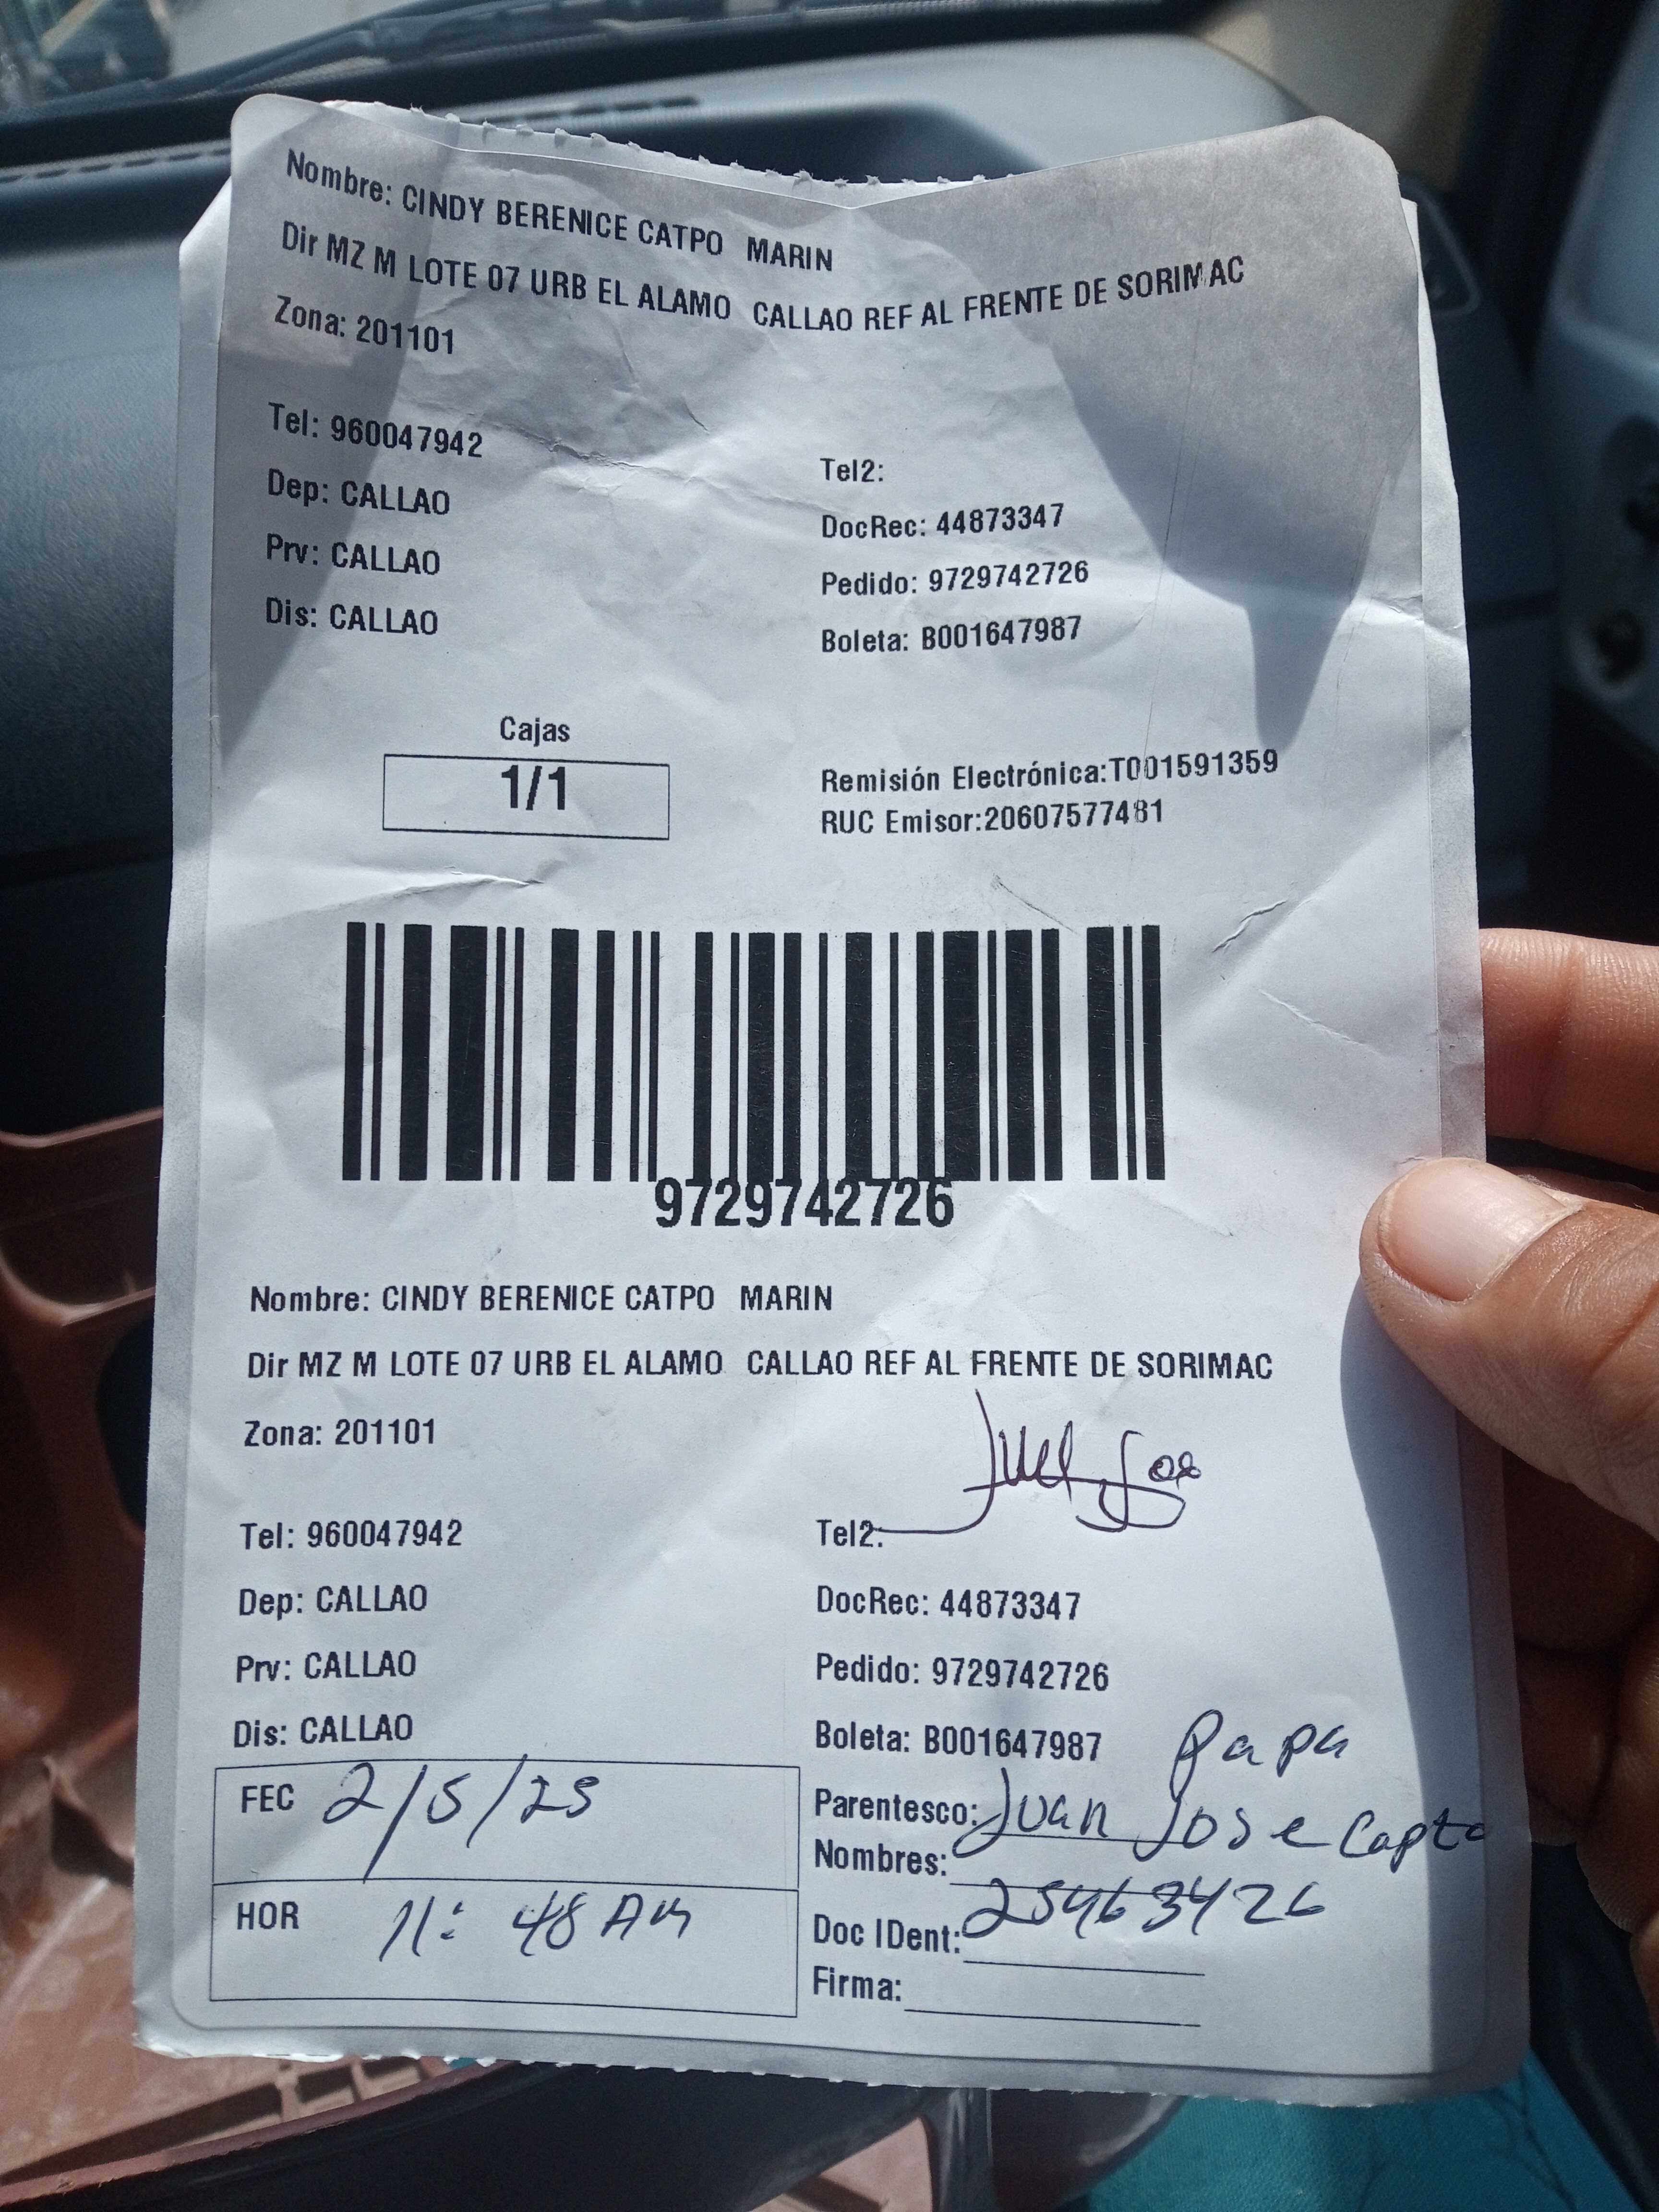 Nombre: CINDY BERENICE CATPO MARIN
Dir MZ M LOTE 07 URB EL ALAMO CALLAO REF AL FRENTE DE SORIMAC
Zona: 201101
Tel: 960047942
Tel2:
Dep: CALLAO
DocRec: 44873347
Prv: CALLAO
Pedido: 9729742726
Dis: CALLAO
Boleta: B001647987
Cajas
1/1
Remisión Electrónica:T001591359
RUC Emisor:20607577481
9729742726
Nombre: CINDY BERENICE CATPO MARIN
Dir MZ M LOTE 07 URB EL ALAMO CALLAO REF AL FRENTE DE SORIMAC
Zona: 201101
Tel: 960047942
Tel2:
Dep: CALLAO
DocRec: 44873347
Prv: CALLAO
Pedido: 9729742726
Dis: CALLAO
Boleta: B001647987
Papa
FEC 2/5/25
Parentesco: Juan Jose Capto
Nombres:
HOR 11:48 AM
Doc IDent: 25463426
Firma: